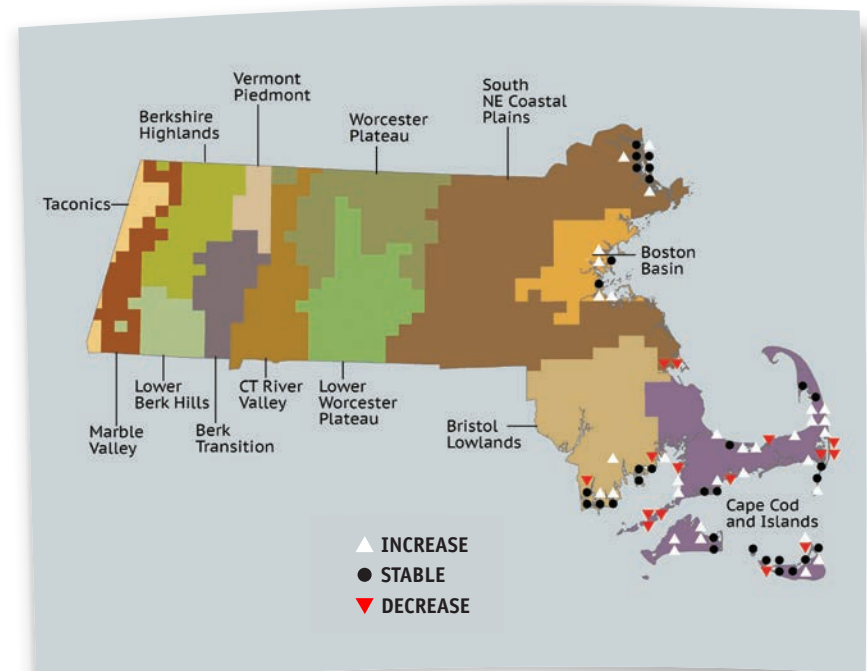 Vermont
Piedmont
Berkshire
Highlands
Worcester
Plateau
South
NE Coastal
Plains
Taconics
Boston
Basin
Marble
Valley
Lower
Berk Hills
Berk
Transition
CT River
Valley
Lower
Worcester
Plateau
Bristol
Lowlands
Cape Cod
and Islands
INCREASE
STABLE
DECREASE